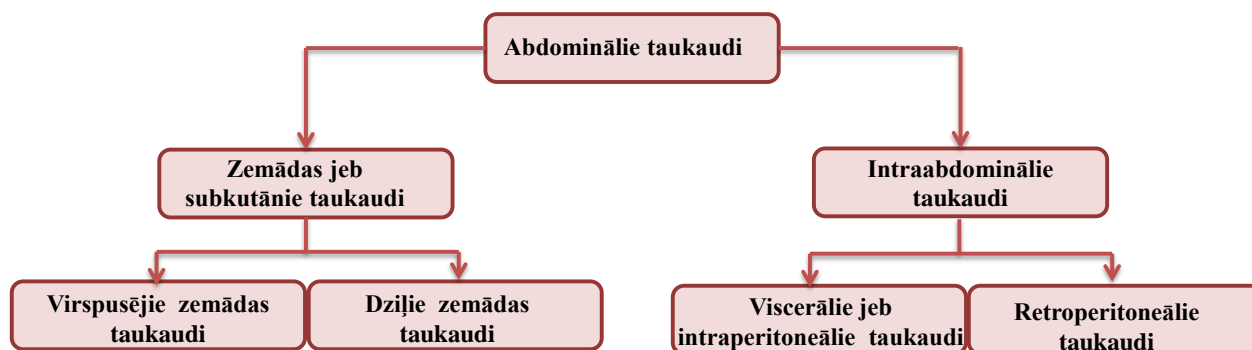 Abdominālie taukaudi
Zemādas jeb
subkutānie taukaudi
Intraabdominālie
taukaudi
Virspusējie zemādas
taukaudi
Dziļie zemādas
taukaudi
Viscerālie jeb
intraperitoneālie taukaudi
Retroperitoneālie
taukaudi